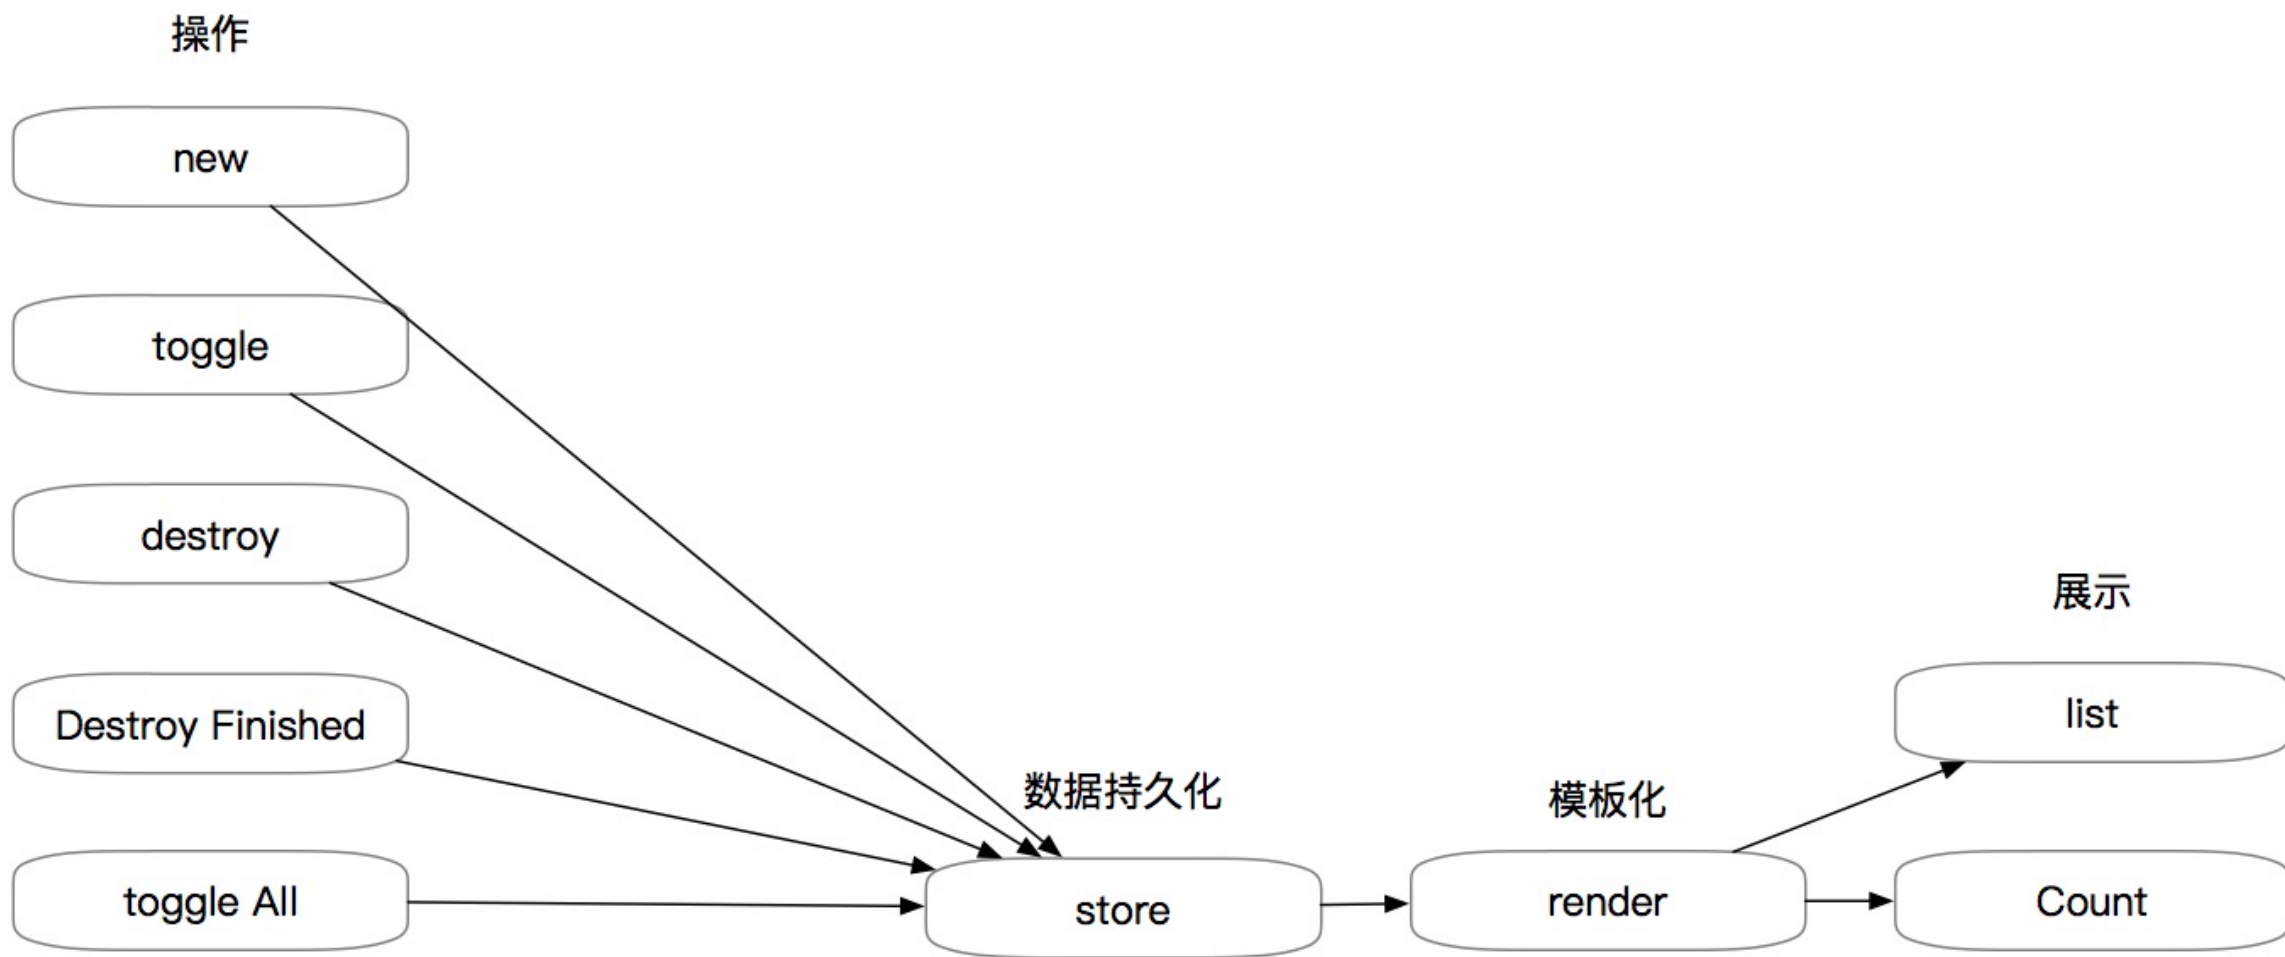 操作
new
toggle
destroy
Destroy Finished
toggle All
数据持久化
store
模板化
render
展示
list
Count